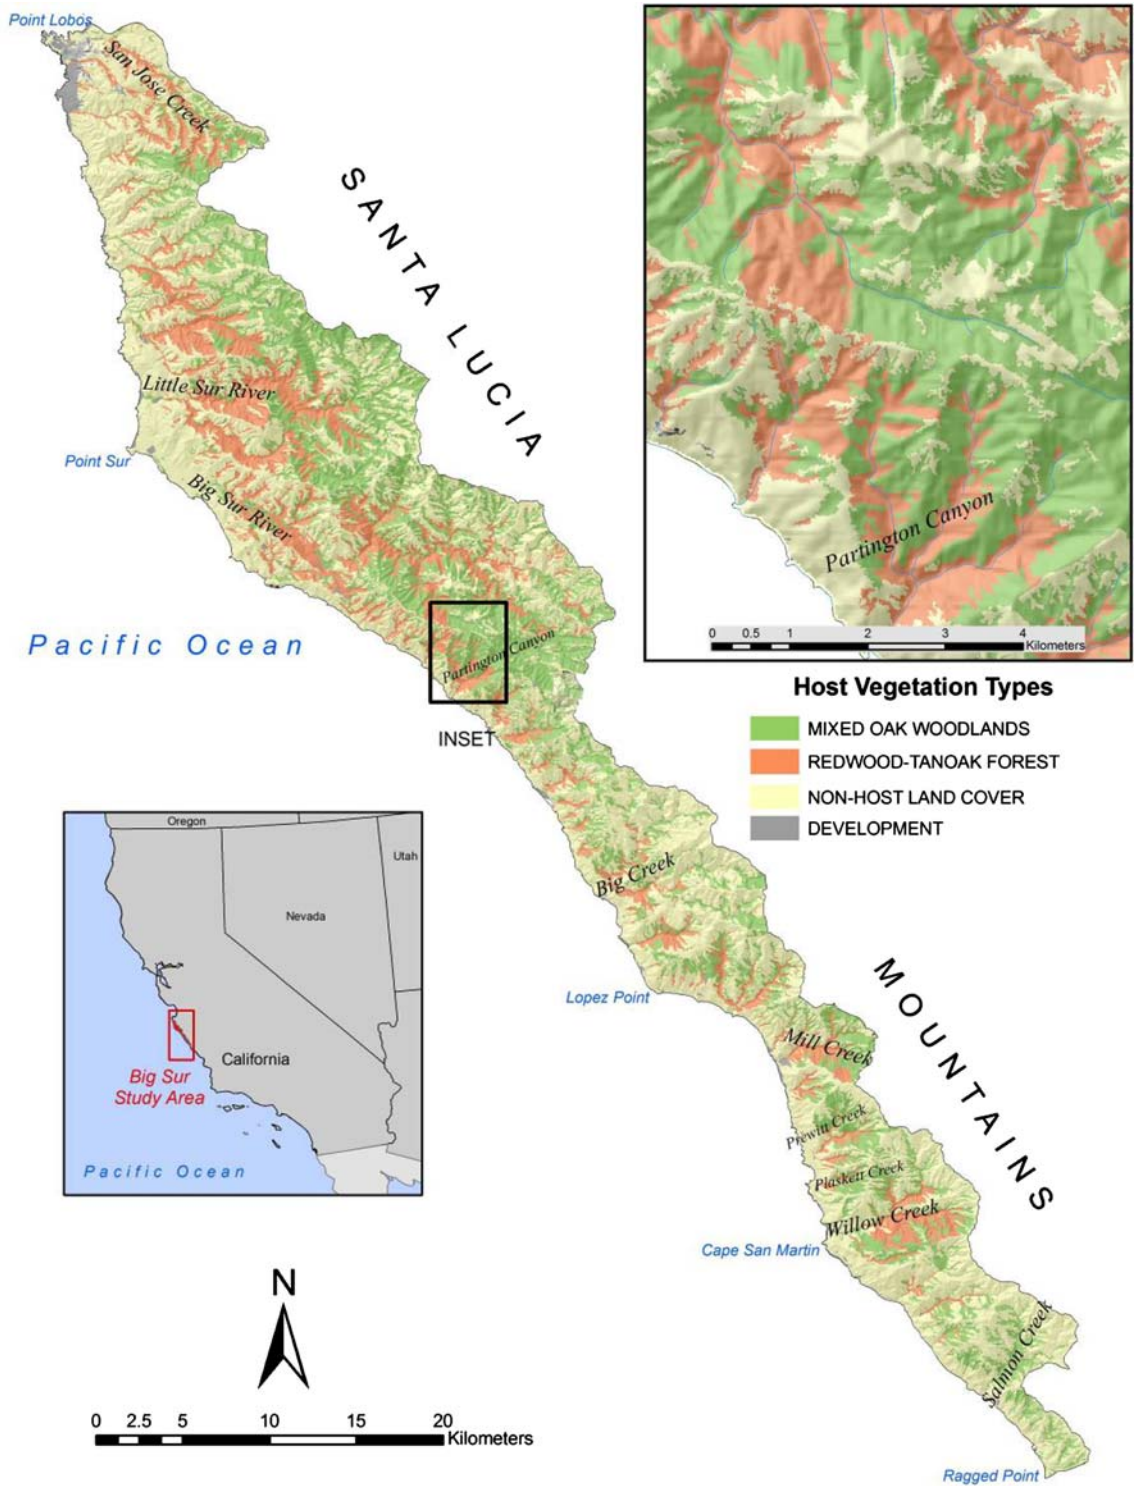 Point Lobos
San Jose Creek
SANTA LUCIA
Little Sur River
Point Sur
Big Sur River
Pacific Ocean
Partington Canyon
INSET
Partington Canyon
0 0.5 1 2 3 4
Kilometers
Host Vegetation Types
MIXED OAK WOODLANDS
REDWOOD-TANOAK FOREST
NON-HOST LAND COVER
DEVELOPMENT
Oregon
Utah
Nevada
California
Big Sur
Study Area
Pacific Ocean
Big Creek
Lopez Point
MOUNTAINS
Mill Creek
Prewitt Creek
Plaskett Creek
Willow Creek
Cape San Martin
Salmon Creek
Ragged Point
N
0 2.5 5 10 15 20
Kilometers